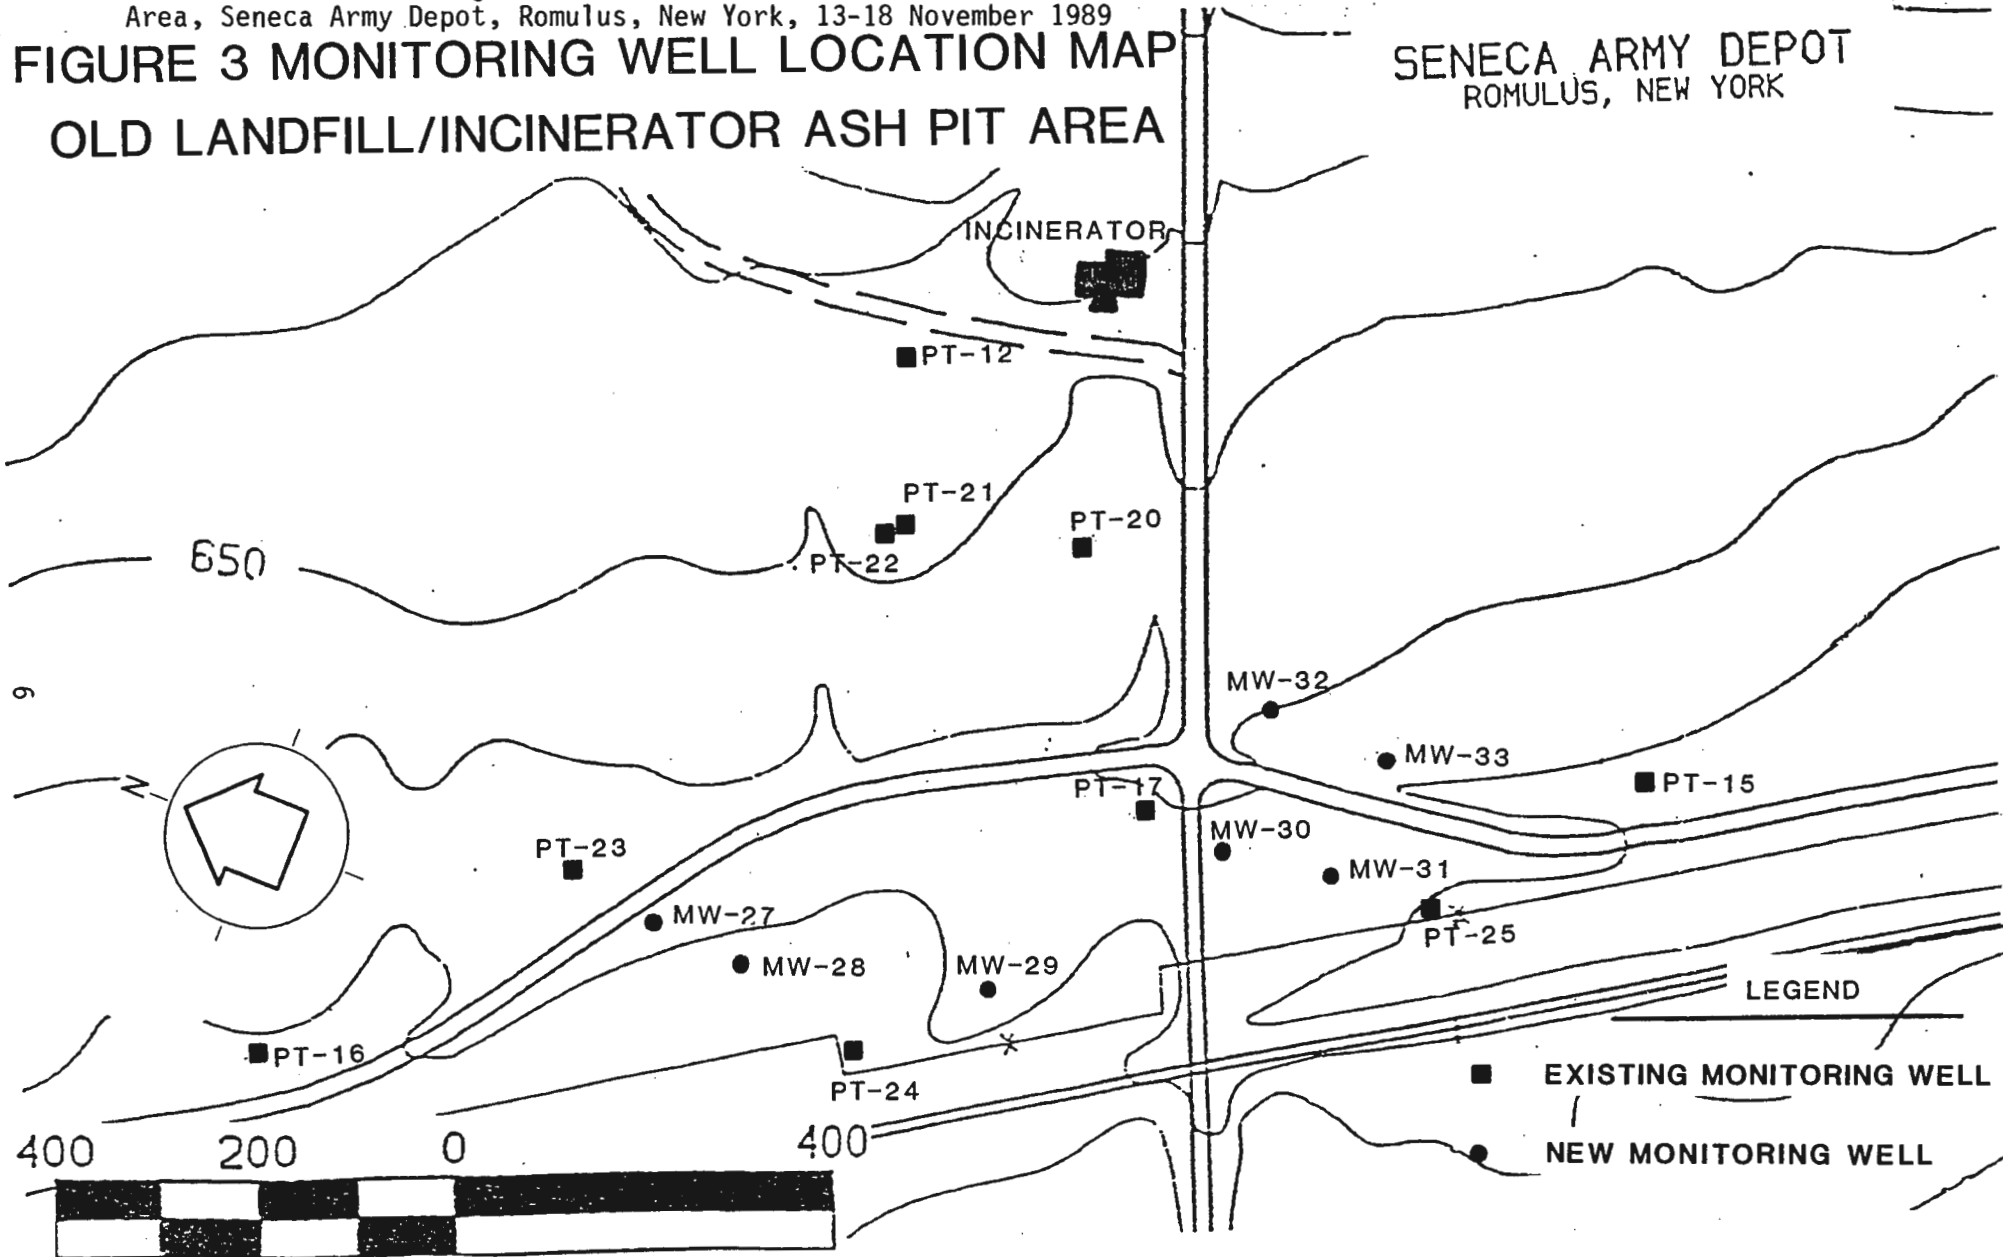 Area, Seneca Army Depot, Romulus, New York, 13-18 November 1989
FIGURE 3 MONITORING WELL LOCATION MAP
OLD LANDFILL/INCINERATOR ASH PIT AREA
SENECA ARMY DEPOT
ROMULUS, NEW YORK
INCINERATOR
PT-12
PT-21
PT-20
PT-22
650
MW-32
9
MW-33
N
PT-17
PT-15
MW-30
PT-23
MW-31
MW-27
PT-25
MW-28
MW-29
LEGEND
PT-16
EXISTING MONITORING WELL
PT-24
400 200 0 400
NEW MONITORING WELL